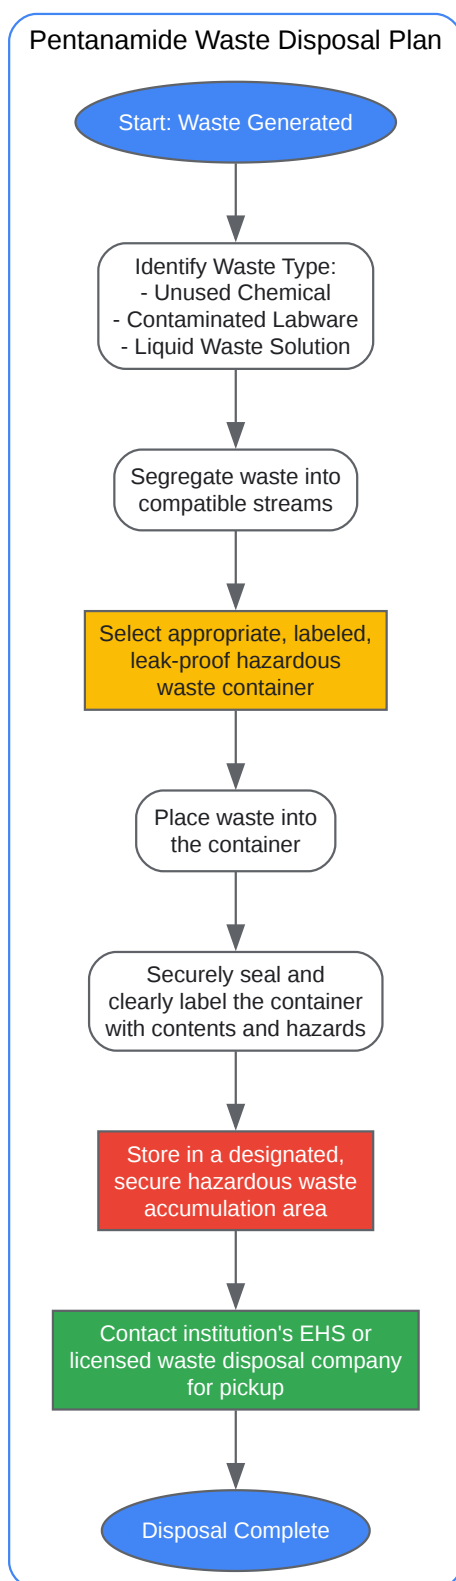 Pentanamide Waste Disposal Plan
Start: Waste Generated
Identify Waste Type:
- Unused Chemical
- Contaminated Labware
- Liquid Waste Solution
Segregate waste into
compatible streams
Select appropriate, labeled,
leak-proof hazardous
waste container
Place waste into
the container
Securely seal and
clearly label the container
with contents and hazards
Store in a designated,
secure hazardous waste
accumulation area
Contact institution's EHS or
licensed waste disposal company
for pickup
Disposal Complete